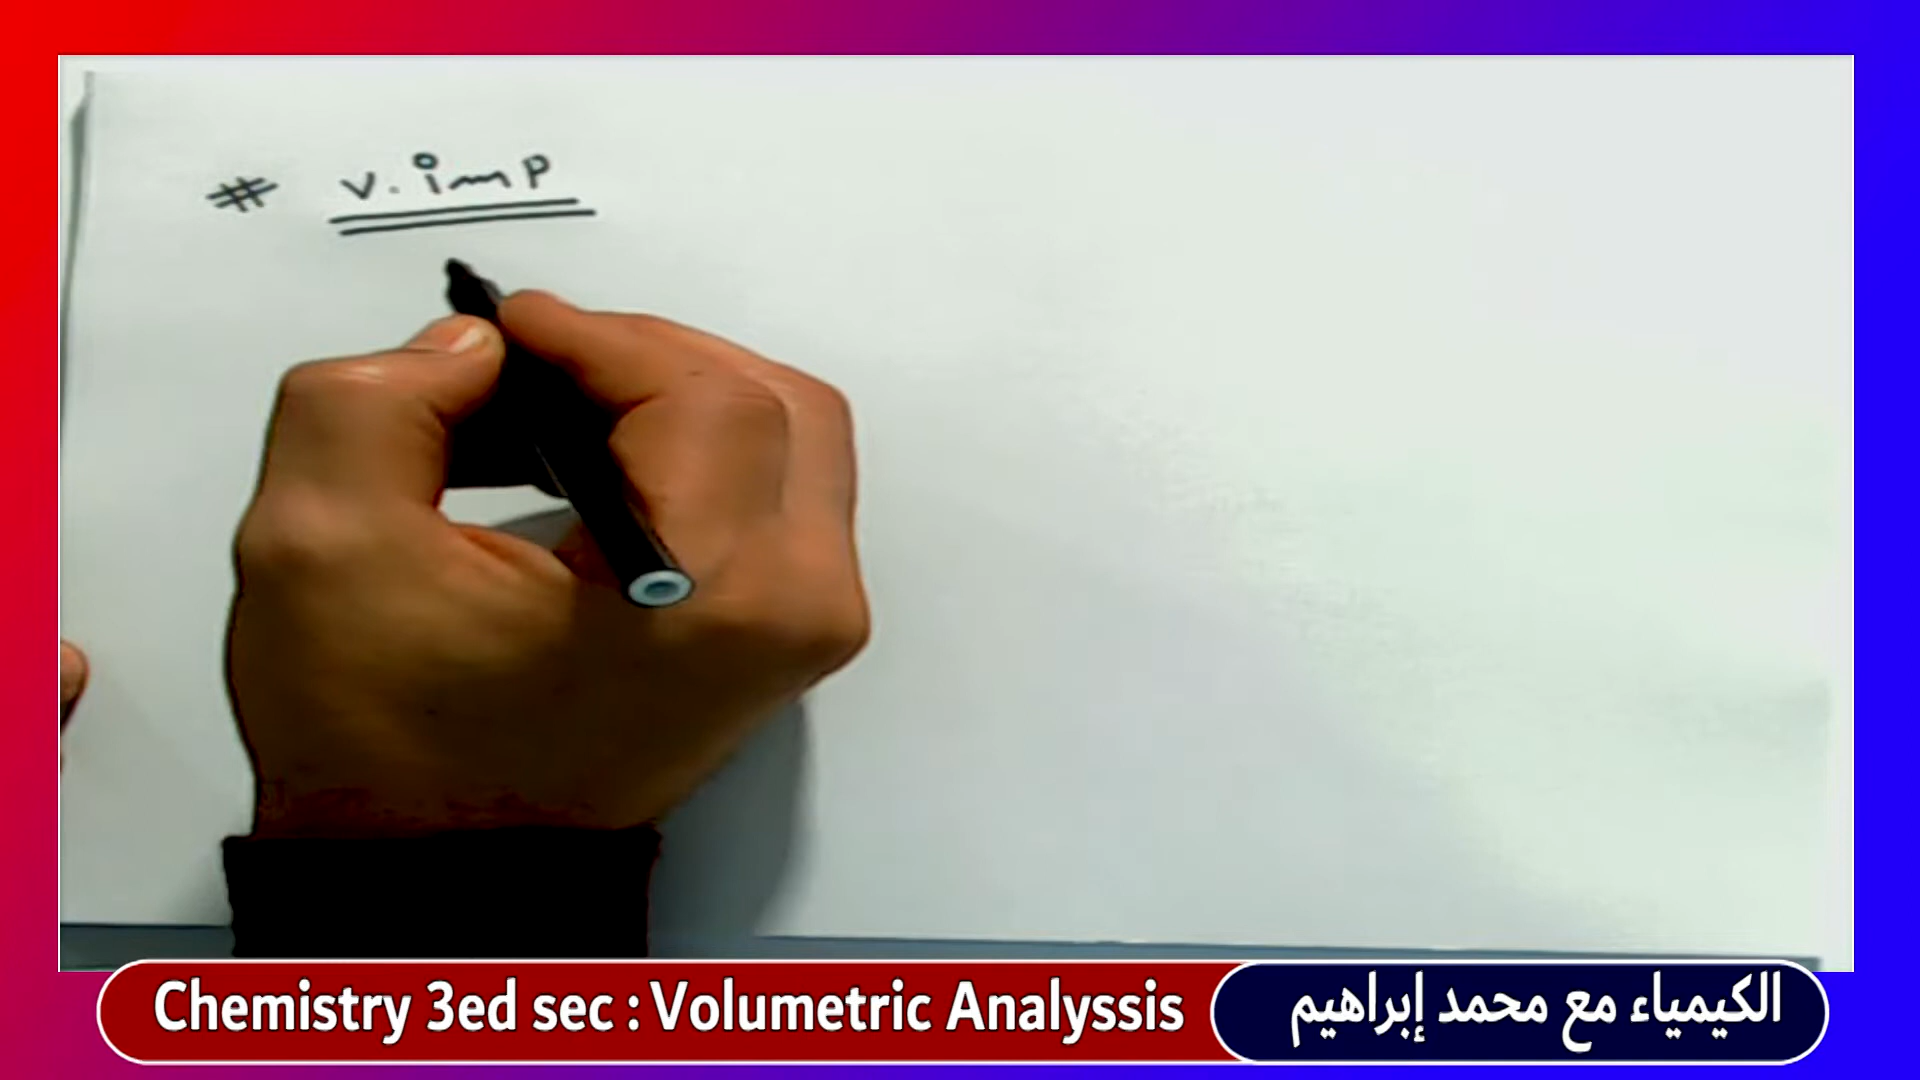 # v. imp
Chemistry 3ed sec : Volumetric Analyssis
الكيمياء مع محمد إبراهيم